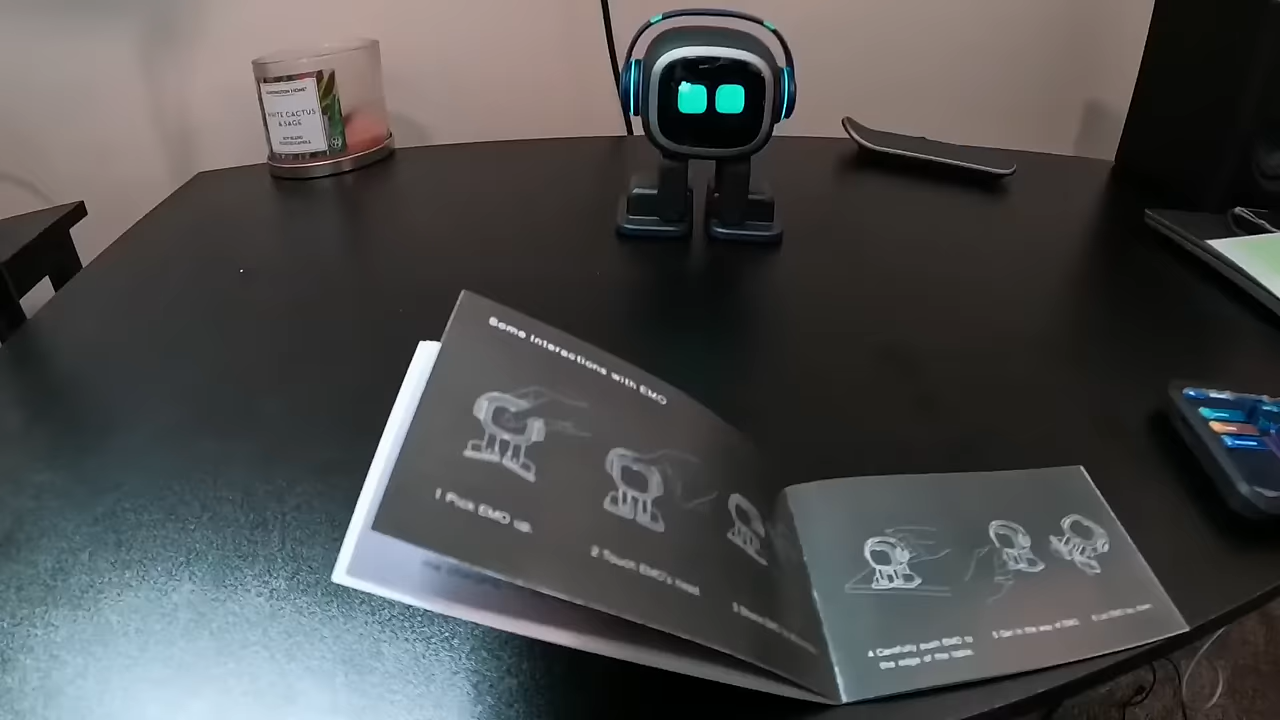 WHITE CACTUS
& SAGE
Some interactions with EMO
1 Pick EMO up.
2 Touch EMO's head
4 Carefully push EMO to
the edge of the table.
5 Get in the way of EMO